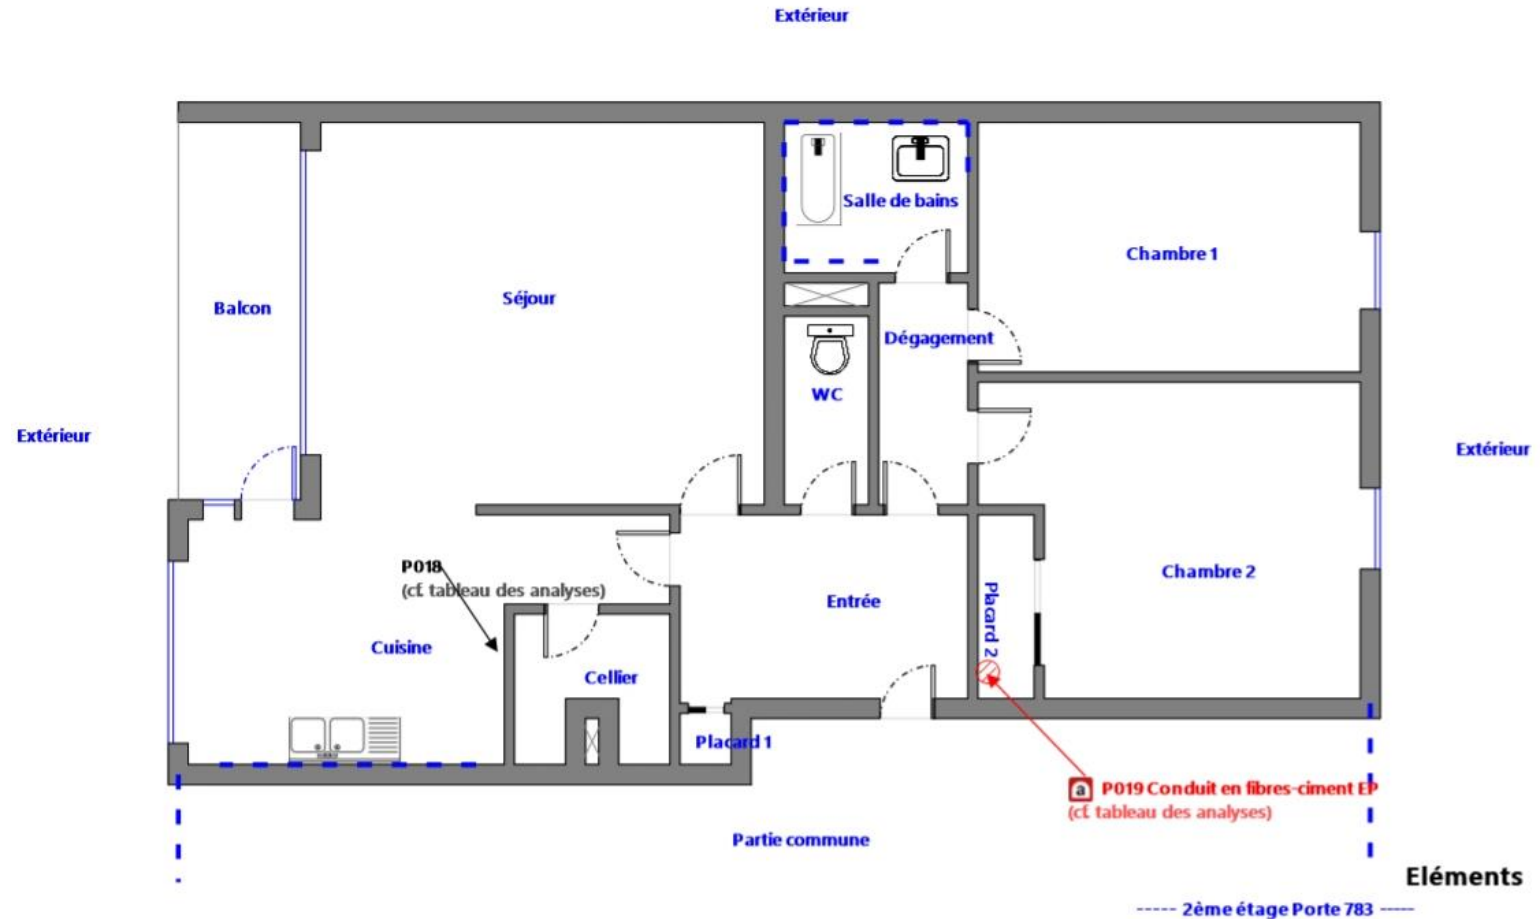 Extérieur
Salle de bains
Chambre 1
Balcon
Séjour
Dégagement
WC
Extérieur
Extérieur
P018
(cf. tableau des analyses)
Chambre 2
Placard 2
Entrée
Cuisine
Cellier
Placard 1
a P019 Conduit en fibres-ciment EP
(cf. tableau des analyses)
Partie commune
Eléments
----- 2ème étage Porte 783 -----